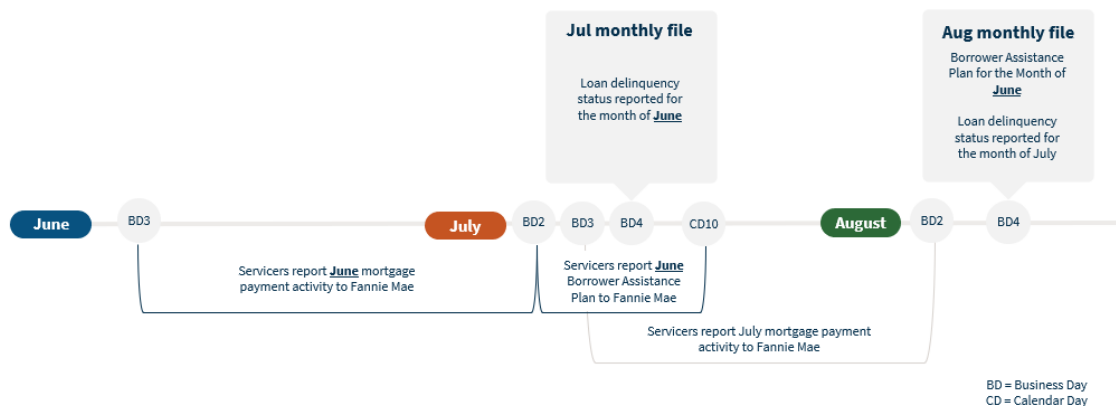 Jul monthly file
Loan delinquency
status reported for
the month of June
Aug monthly file
Borrower Assistance
Plan for the Month of
June
Loan delinquency
status reported for
the month of July
June
BD3
July
BD2
BD3
BD4
CD10
August
BD2
BD4
Servicers report June mortgage
payment activity to Fannie Mae
Servicers report June
Borrower Assistance
Plan to Fannie Mae
Servicers report July mortgage payment
activity to Fannie Mae
BD = Business Day
CD = Calendar Day